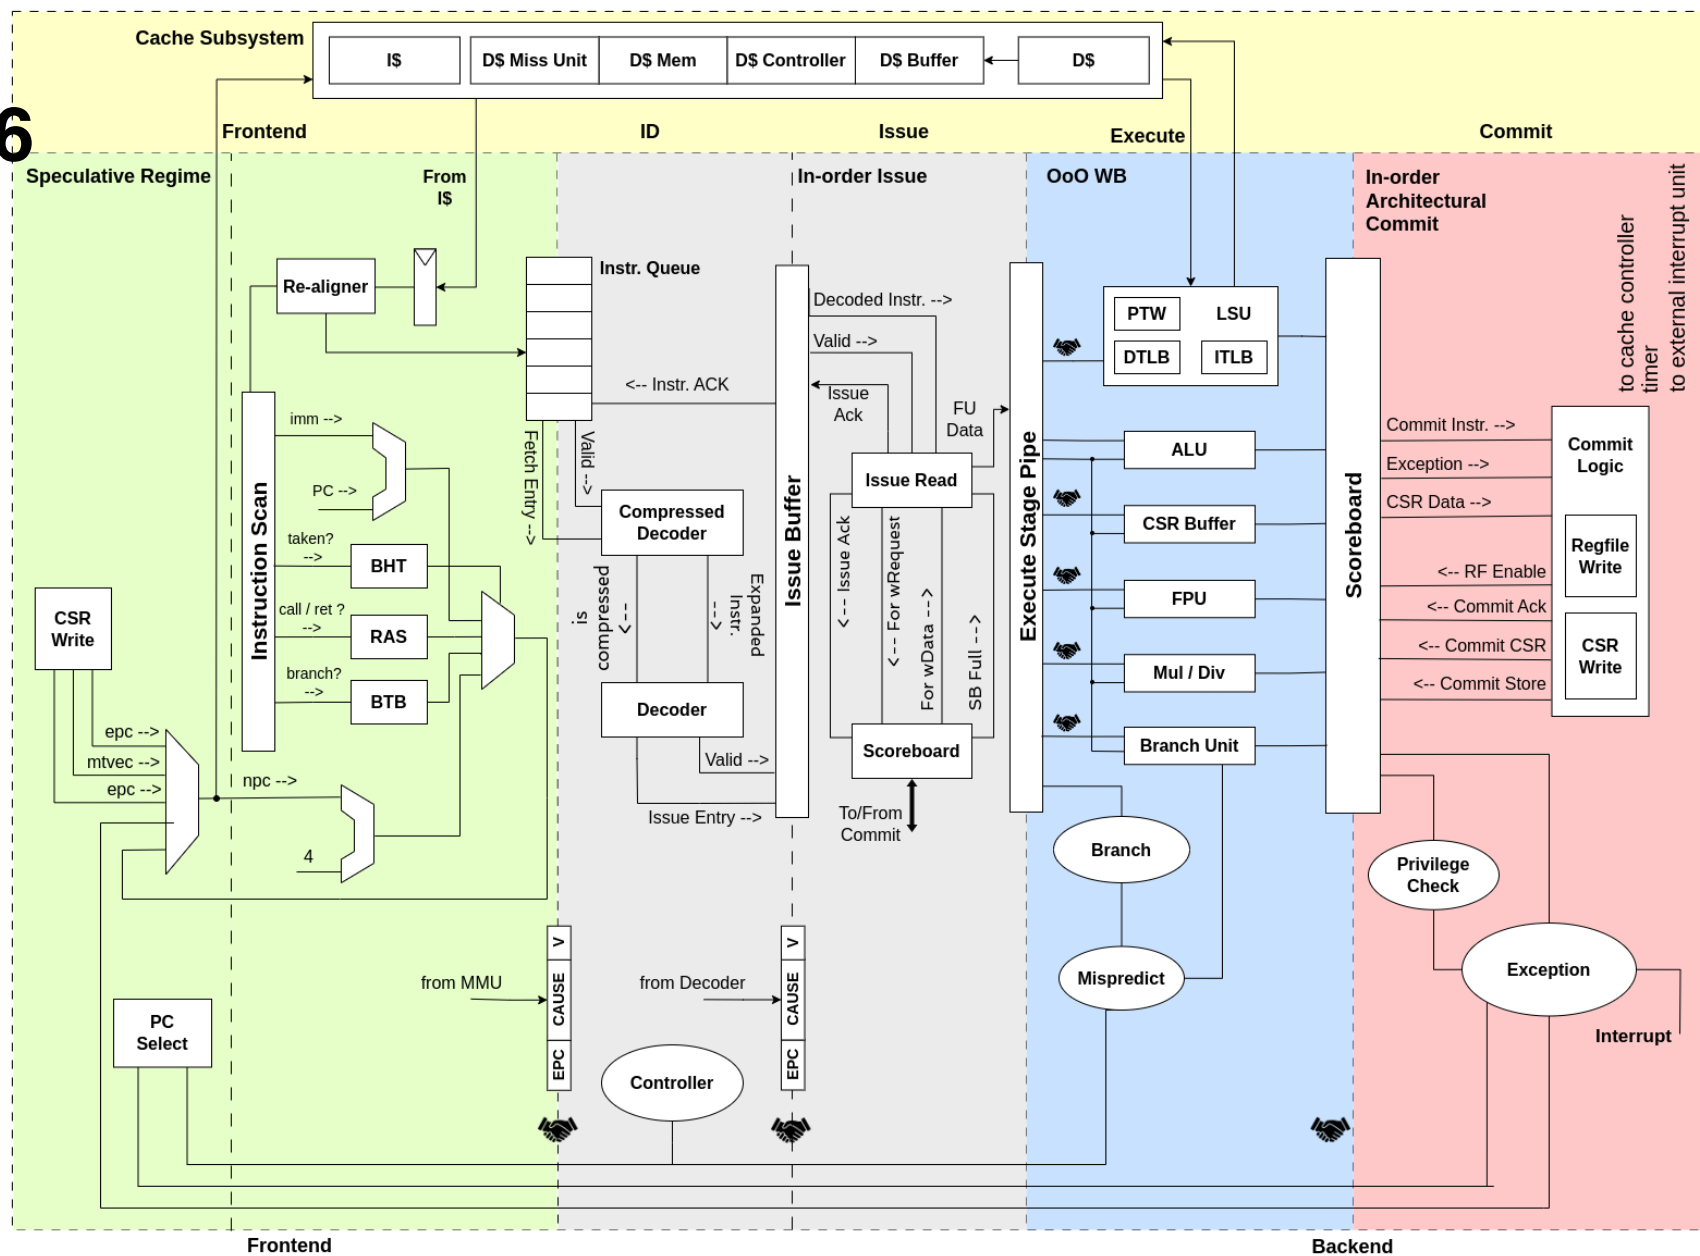 Cache Subsystem
I$
D$ Miss Unit
D$ Mem
D$ Controller
D$ Buffer
D$
6
Frontend
ID
Issue
Execute
Commit
Speculative Regime
From
I$
In-order Issue
OoO WB
In-order
Architectural
Commit
to cache controller
timer
to external interrupt unit
Re-aligner
Instr. Queue
Decoded Instr. -->
Valid -->
<-- Instr. ACK
Issue
Ack
FU
Data
PTW
LSU
DTLB
ITLB
imm -->
PC -->
taken?
-->
BHT
call / ret ?
-->
RAS
branch?
-->
BTB
Instruction Scan
Fetch Entry -->
Valid -->
Compressed
Decoder
is
compressed
<--
Expanded
Instr.
-->
Decoder
Valid -->
Issue Entry -->
Issue Buffer
Issue Read
<-- Issue Ack
<-- For wRequest
For wData -->
SB Full -->
Scoreboard
To/From
Commit
Execute Stage Pipe
ALU
CSR Buffer
FPU
Mul / Div
Branch Unit
Scoreboard
Commit Instr. -->
Exception -->
CSR Data -->
<-- RF Enable
<-- Commit Ack
<-- Commit CSR
<-- Commit Store
Commit
Logic
Regfile
Write
CSR
Write
CSR
Write
epc -->
mtvec -->
epc -->
npc -->
4
Branch
Mispredict
Privilege
Check
Exception
Interrupt
from MMU
V
CAUSE
EPC
from Decoder
V
CAUSE
EPC
PC
Select
Controller
Frontend
Backend